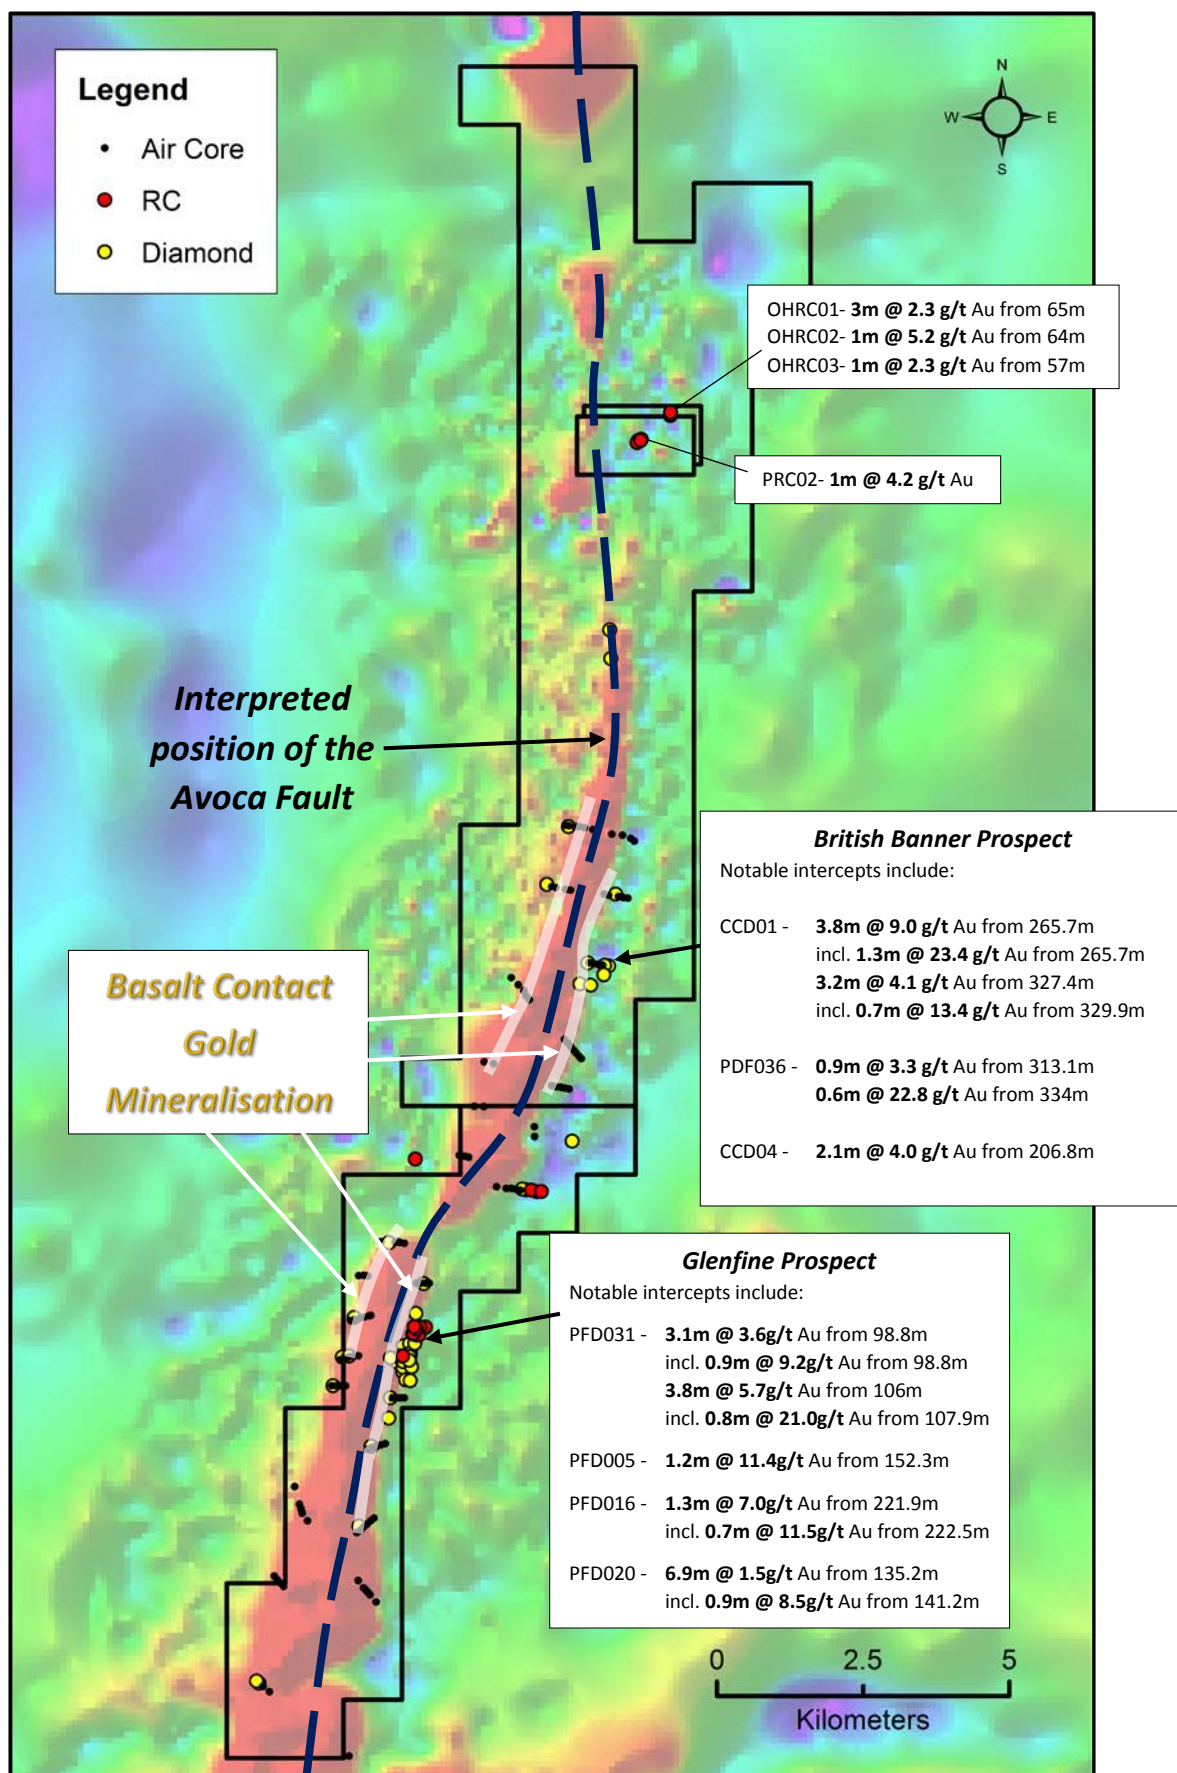 Legend
Air Core
RC
Diamond
N
W
E
S
OHRC01- 3m @ 2.3 g/t Au from 65m
OHRC02- 1m @ 5.2 g/t Au from 64m
OHRC03- 1m @ 2.3 g/t Au from 57m
PRC02- 1m @ 4.2 g/t Au
Interpreted
position of the
Avoca Fault
British Banner Prospect
Notable intercepts include:
CCD01 - 3.8m @ 9.0 g/t Au from 265.7m
incl. 1.3m @ 23.4 g/t Au from 265.7m
3.2m @ 4.1 g/t Au from 327.4m
incl. 0.7m @ 13.4 g/t Au from 329.9m
PDF036 - 0.9m @ 3.3 g/t Au from 313.1m
0.6m @ 22.8 g/t Au from 334m
CCD04 - 2.1m @ 4.0 g/t Au from 206.8m
Basalt Contact
Gold
Mineralisation
Glenfine Prospect
Notable intercepts include:
PFD031 - 3.1m @ 3.6g/t Au from 98.8m
incl. 0.9m @ 9.2g/t Au from 98.8m
3.8m @ 5.7g/t Au from 106m
incl. 0.8m @ 21.0g/t Au from 107.9m
PFD005 - 1.2m @ 11.4g/t Au from 152.3m
PFD016 - 1.3m @ 7.0g/t Au from 221.9m
incl. 0.7m @ 11.5g/t Au from 222.5m
PFD020 - 6.9m @ 1.5g/t Au from 135.2m
incl. 0.9m @ 8.5g/t Au from 141.2m
0 2.5 5
Kilometers